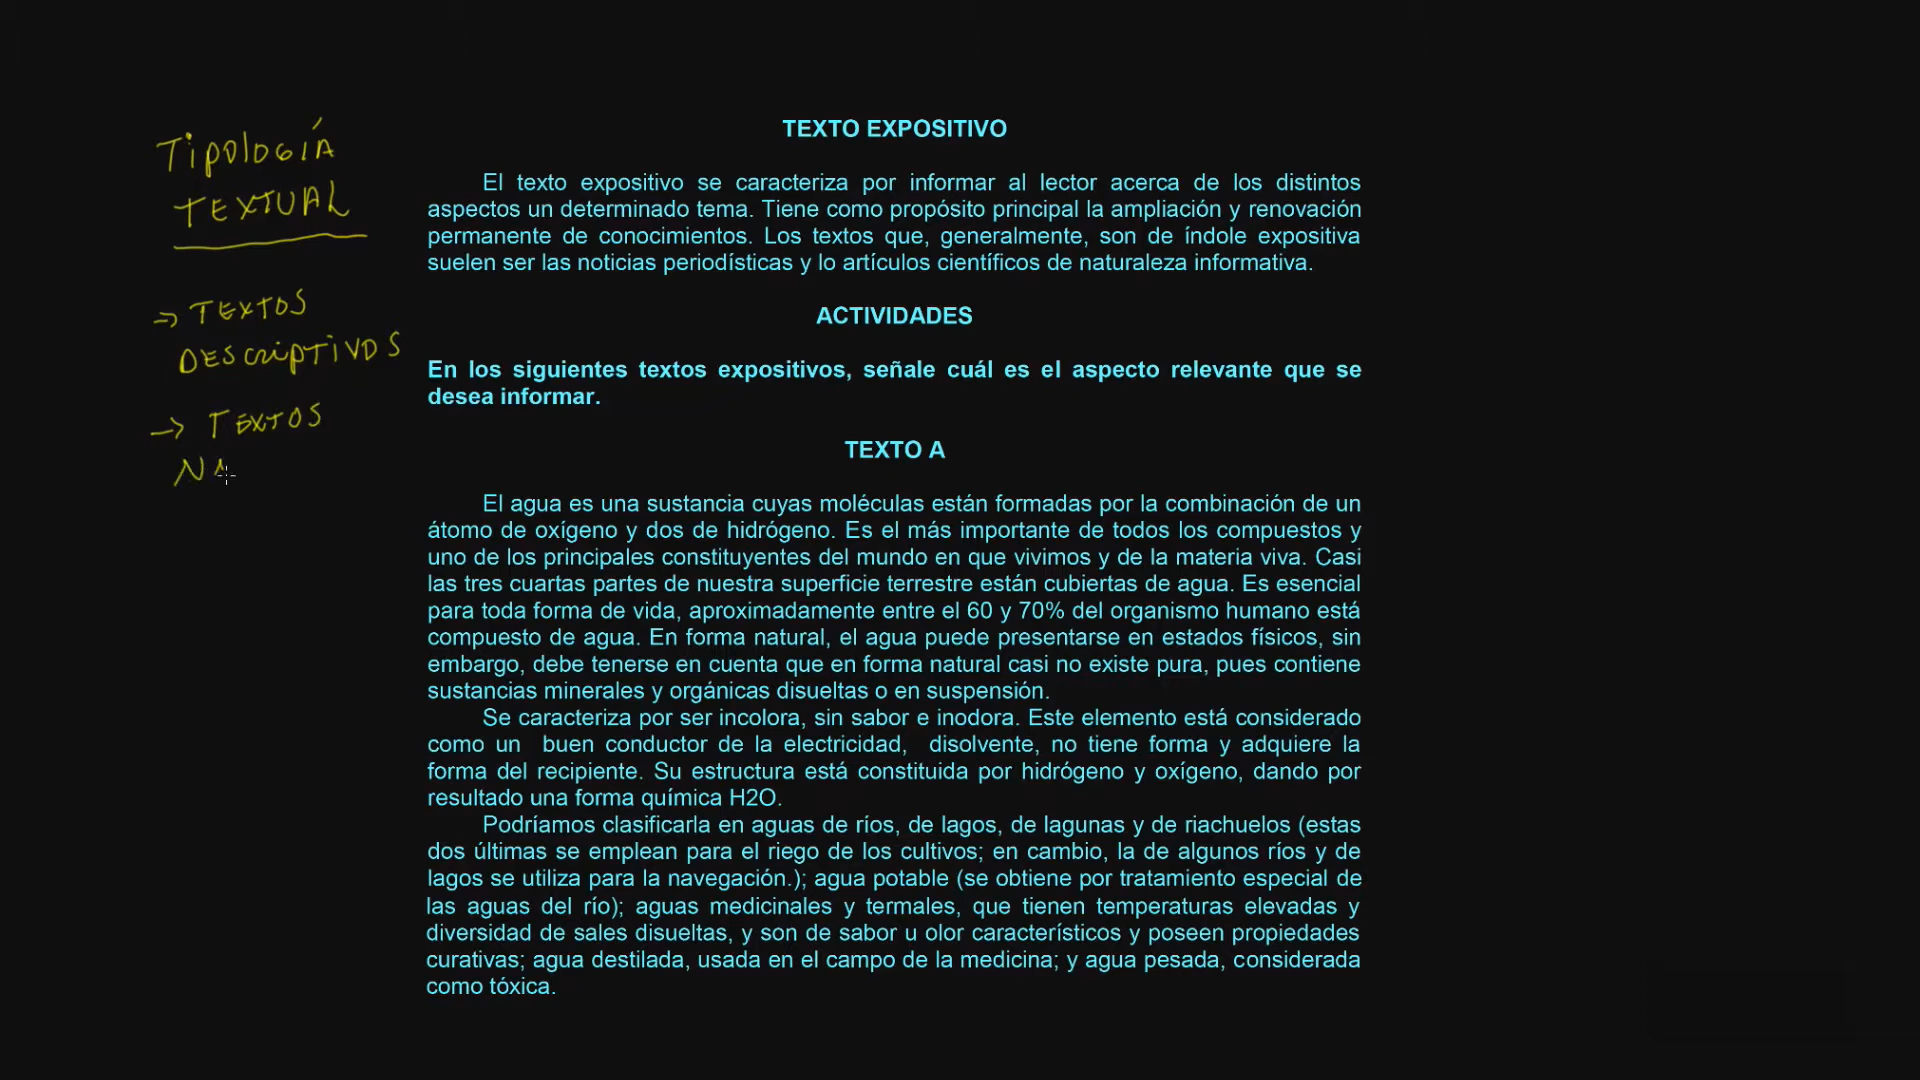 Tipología
TEXTUAL
→ TEXTOS
DEScripTIVOS
→ TEXTOS
NA
TEXTO EXPOSITIVO
El texto expositivo se caracteriza por informar al lector acerca de los distintos
aspectos un determinado tema. Tiene como propósito principal la ampliación y renovación
permanente de conocimientos. Los textos que, generalmente, son de índole expositiva
suelen ser las noticias periodísticas y lo artículos científicos de naturaleza informativa.
ACTIVIDADES
En los siguientes textos expositivos, señale cuál es el aspecto relevante que se
desea informar.
TEXTO A
El agua es una sustancia cuyas moléculas están formadas por la combinación de un
átomo de oxígeno y dos de hidrógeno. Es el más importante de todos los compuestos y
uno de los principales constituyentes del mundo en que vivimos y de la materia viva. Casi
las tres cuartas partes de nuestra superficie terrestre están cubiertas de agua. Es esencial
para toda forma de vida, aproximadamente entre el 60 y 70% del organismo humano está
compuesto de agua. En forma natural, el agua puede presentarse en estados físicos, sin
embargo, debe tenerse en cuenta que en forma natural casi no existe pura, pues contiene
sustancias minerales y orgánicas disueltas o en suspensión.
Se caracteriza por ser incolora, sin sabor e inodora. Este elemento está considerado
como un buen conductor de la electricidad, disolvente, no tiene forma y adquiere la
forma del recipiente. Su estructura está constituida por hidrógeno y oxígeno, dando por
resultado una forma química H2O.
Podríamos clasificarla en aguas de ríos, de lagos, de lagunas y de riachuelos (estas
dos últimas se emplean para el riego de los cultivos; en cambio, la de algunos ríos y de
lagos se utiliza para la navegación.); agua potable (se obtiene por tratamiento especial de
las aguas del río); aguas medicinales y termales, que tienen temperaturas elevadas y
diversidad de sales disueltas, y son de sabor u olor característicos y poseen propiedades
curativas; agua destilada, usada en el campo de la medicina; y agua pesada, considerada
como tóxica.